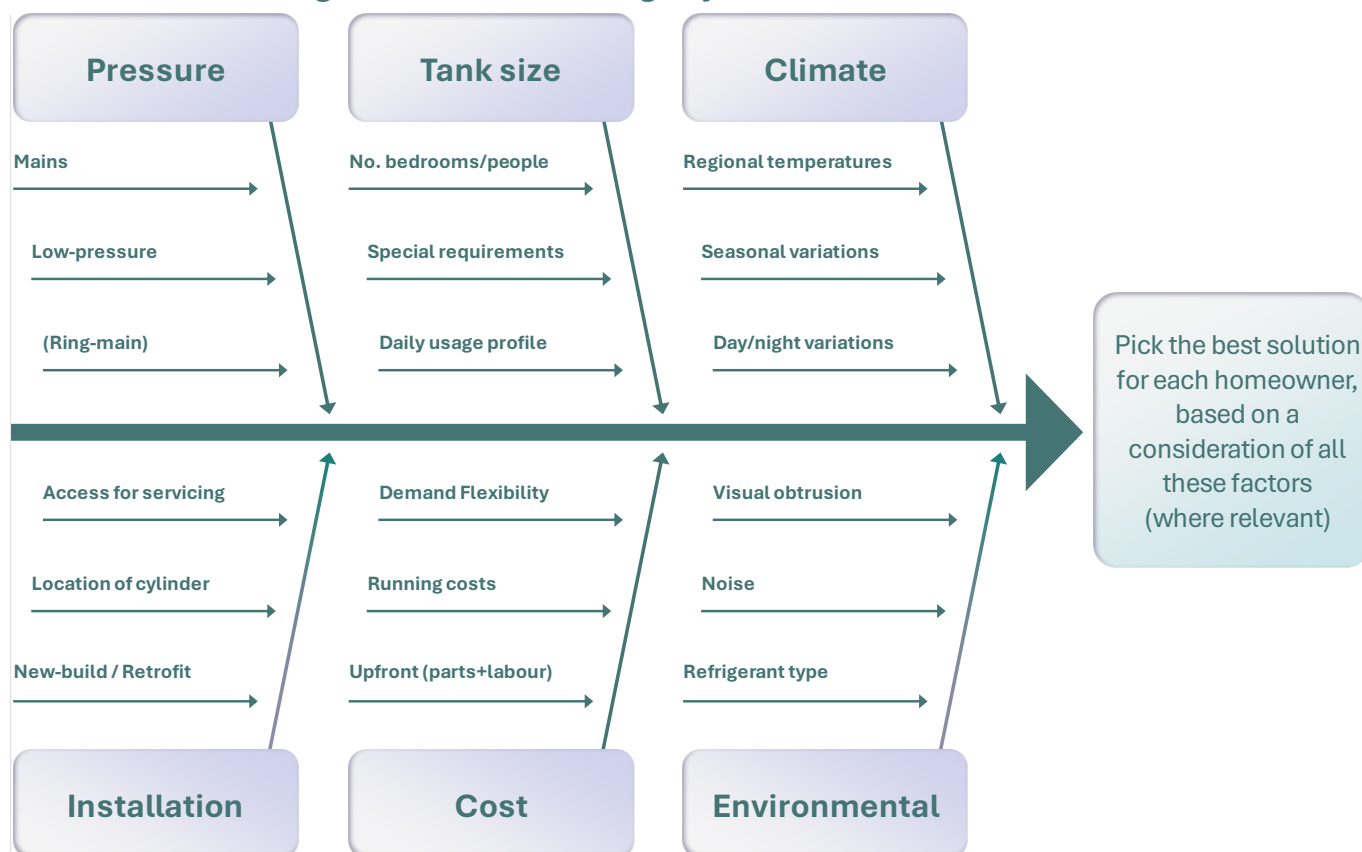 Pressure
Tank size
Climate
Mains
No. bedrooms/people
Regional temperatures
Low-pressure
Special requirements
Seasonal variations
(Ring-main)
Daily usage profile
Day/night variations
Pick the best solution
for each homeowner,
based on a
consideration of all
these factors
(where relevant)
Access for servicing
Demand Flexibility
Visual obtrusion
Location of cylinder
Running costs
Noise
New-build / Retrofit
Upfront (parts+labour)
Refrigerant type
Installation
Cost
Environmental